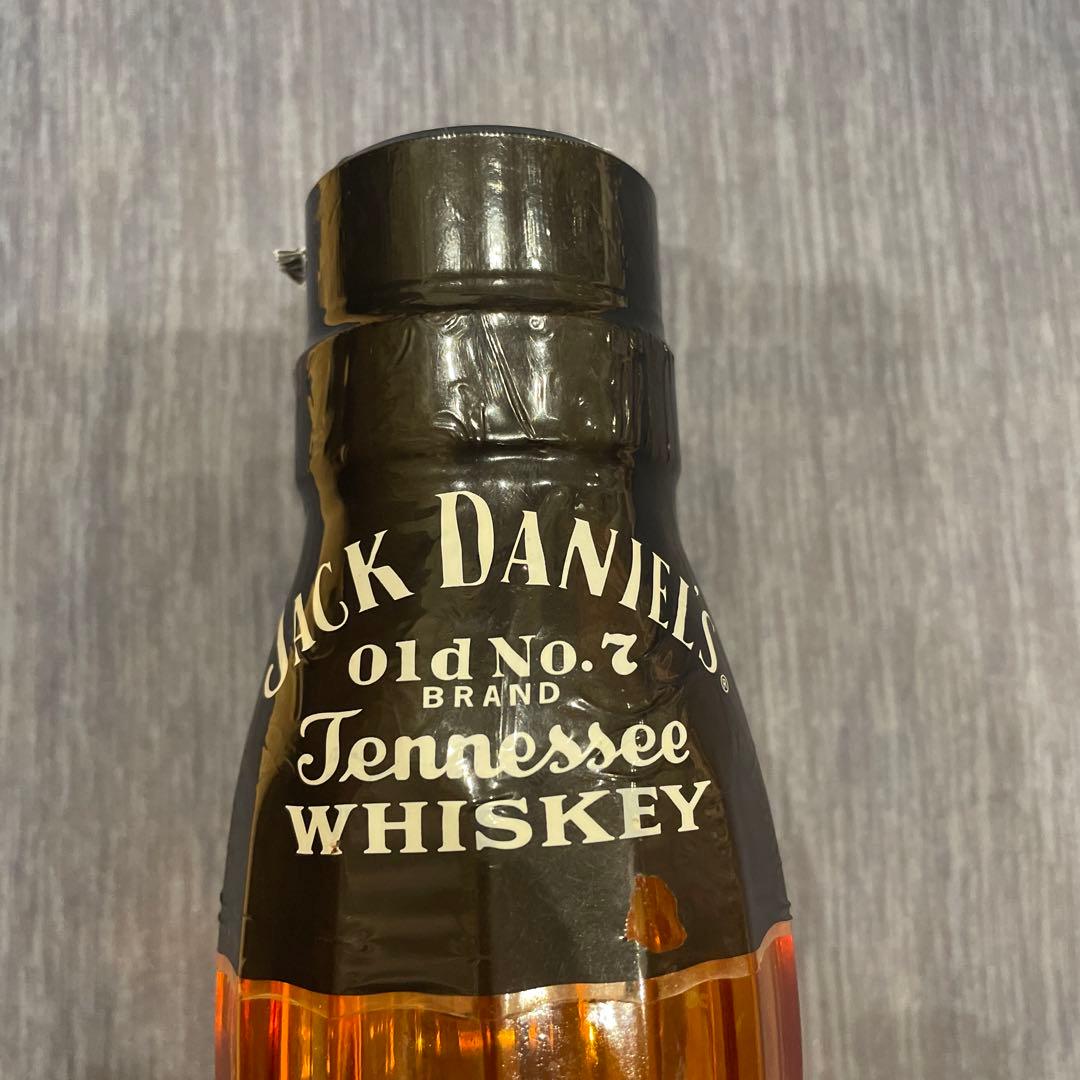 JACK DANIEL'S®
Old No.7
BRAND
Tennessee
WHISKEY